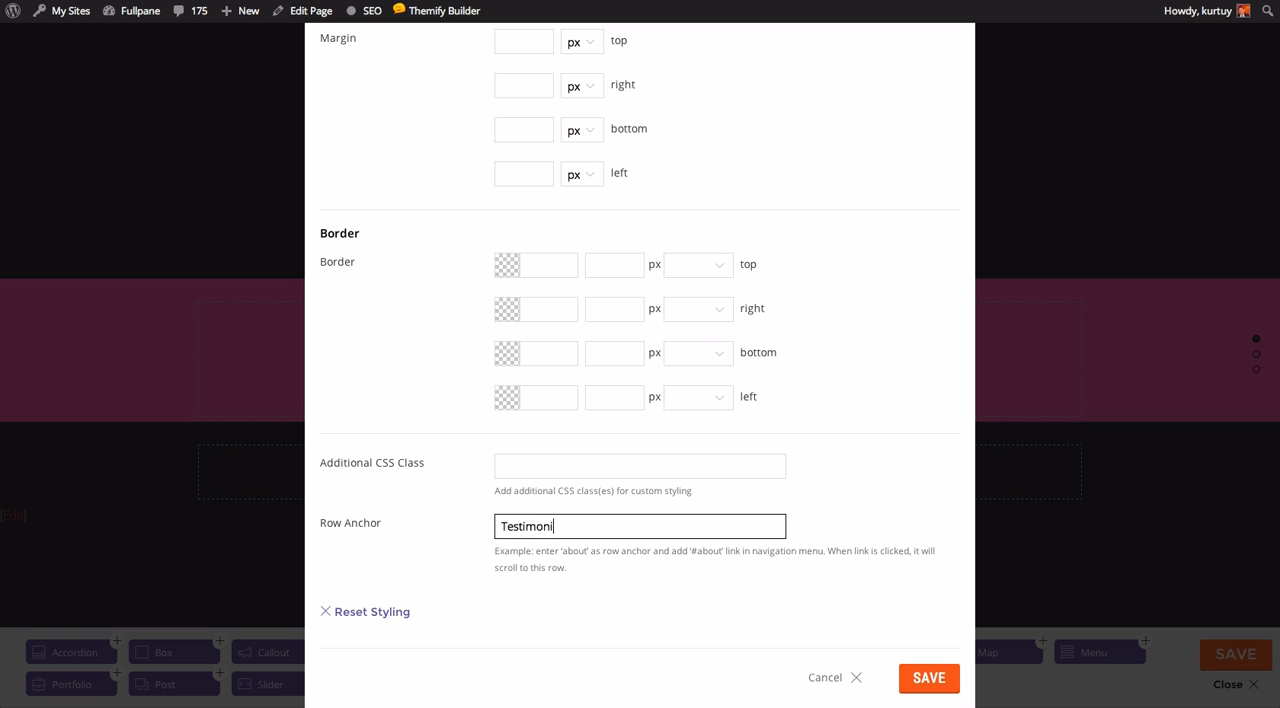 My Sites Fullpane 175 New Edit Page SEO Themify Builder Howdy, kurtuy
Margin px top
px right
px bottom
px left
Border
Border px top
px right
px bottom
px left
Additional CSS Class
Add additional CSS class(es) for custom styling
[Edit]
Row Anchor Testimoni
Example: enter ‘about’ as row anchor and add ‘#about’ link in navigation menu. When link is clicked, it will
scroll to this row.
Reset Styling
Accordion Box Callout Map Menu SAVE
Cancel SAVE
Portfolio Post Slider Close